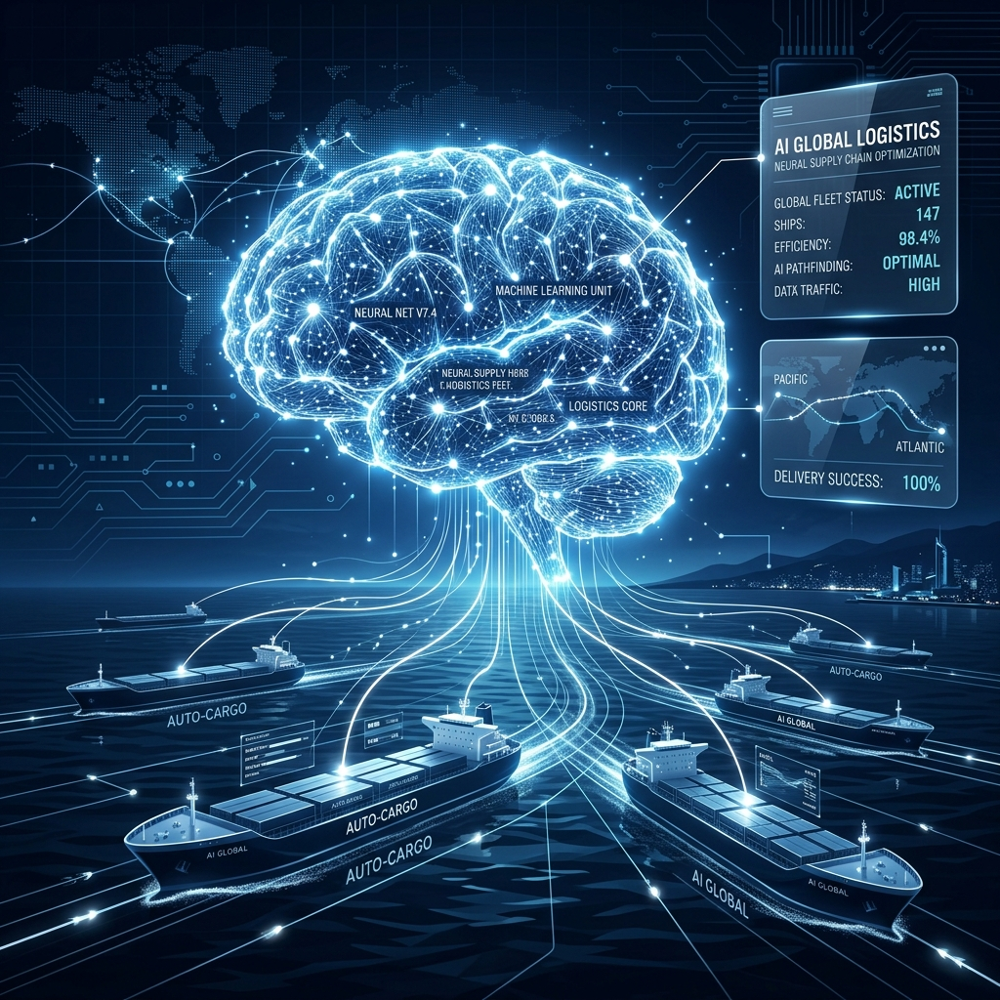 AI GLOBAL LOGISTICS
NEURAL SUPPLY CHAIN OPTIMIZATION
GLOBAL FLEET STATUS: ACTIVE
SHIPS: 147
EFFICIENCY: 98.4%
AI PATHFINDING: OPTIMAL
DATA TRAFFIC: HIGH
MACHINE LEARNING UNIT
NEURAL NET V7.4
NEURAL SUPPLY
LOGISTICS CORE
PACIFIC
ATLANTIC
DELIVERY SUCCESS: 100%
AUTO-CARGO
AUTO-CARGO
AI GLOBAL
AUTO-CARGO
AI GLOBAL
AUTO-CARGO
AI GLOBAL
AI GLOBAL